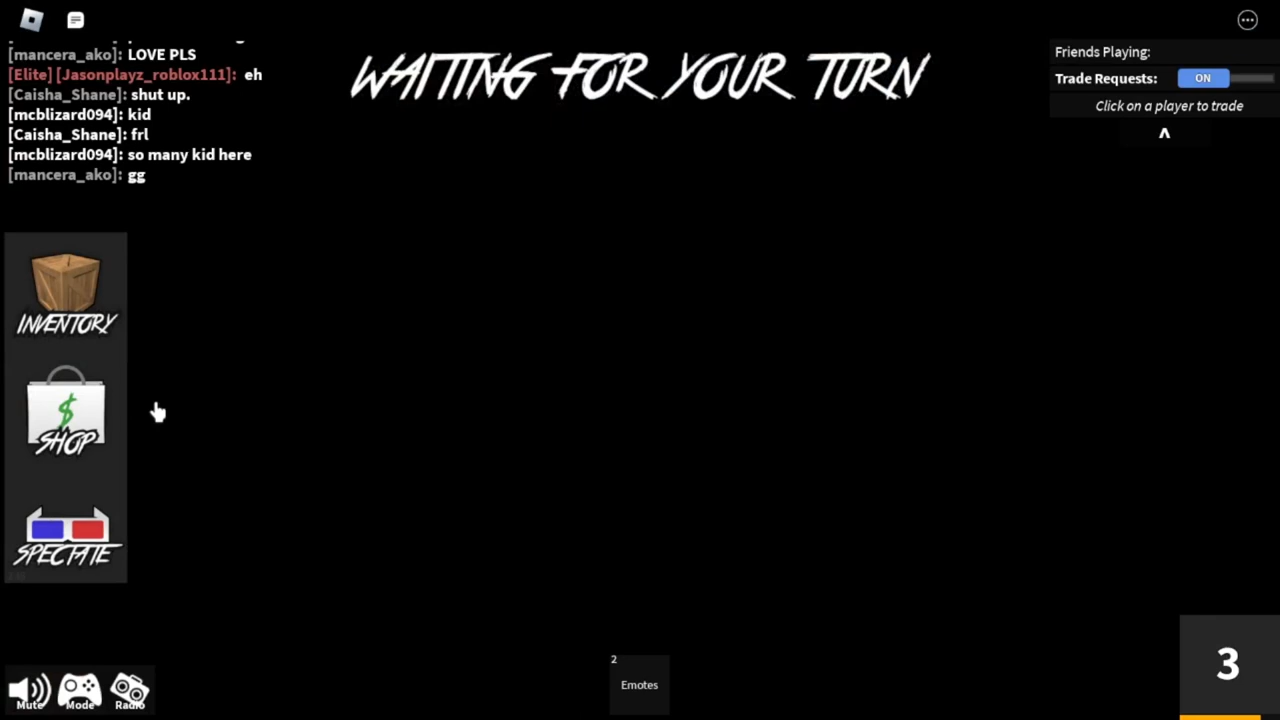 [mancera_ako]: LOVE PLS
[Elite] [Jasonplayz_roblox111]: eh
[Caisha_Shane]: shut up.
[mcblizard094]: kid
[Caisha_Shane]: frl
[mcblizard094]: so many kid here
[mancera_ako]: gg
WAITING FOR YOUR TURN
Friends Playing:
Trade Requests: ON
Click on a player to trade
^
INVENTORY
$
SHOP
SPECTATE
Mute Mode Radio
2
Emotes
3